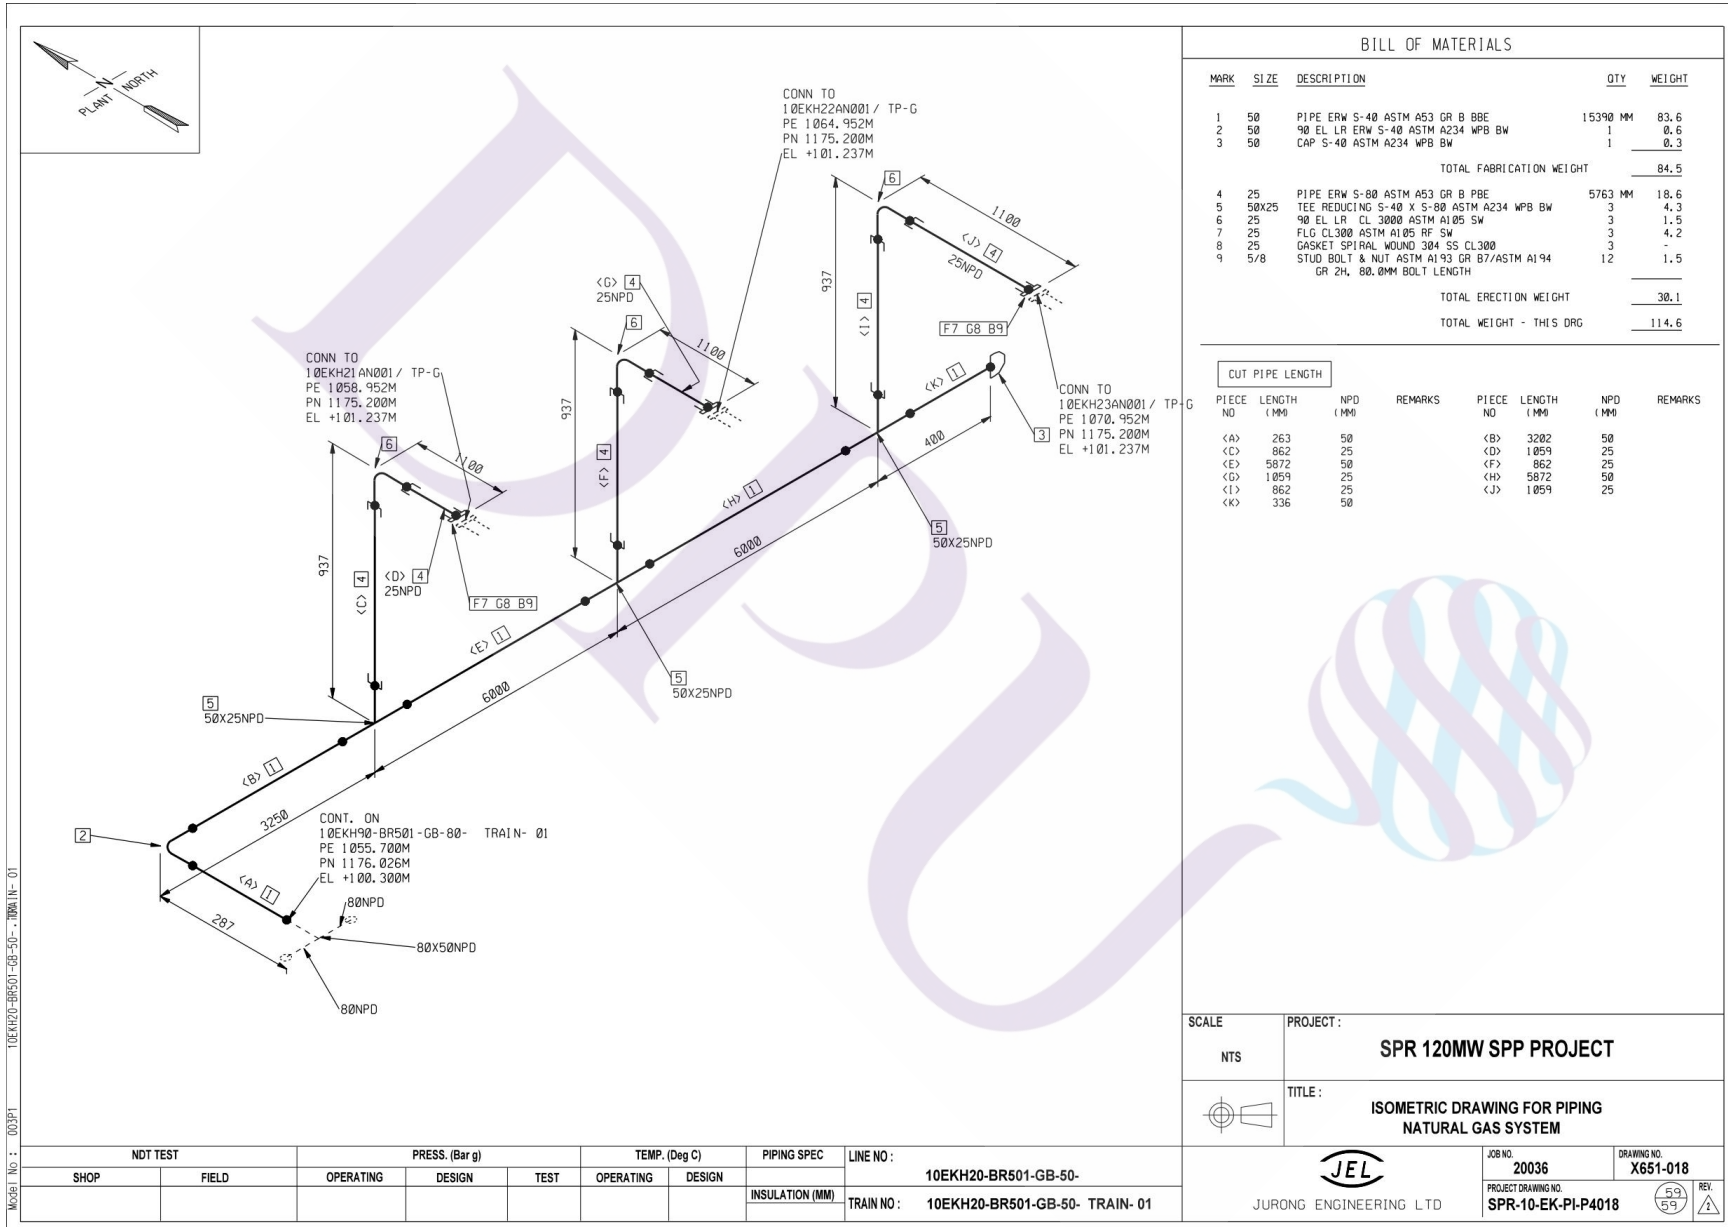 N
PLANT NORTH
CONN TO
10EKH22AN001/ TP-G
PE 1064.952M
PN 1175.200M
EL +101.237M
6
1100
<J> 4
25NPD
937
<I> 4
F7 G8 B9
<G> 4
25NPD
6
1100
937
<F> 4
<K> 1
CONN TO
10EKH23AN001/ TP-G
PE 1070.952M
PN 1175.200M
EL +101.237M
3
400
CONN TO
10EKH21AN001/ TP-G
PE 1058.952M
PN 1175.200M
EL +101.237M
6
1100
937
<C> 4
<D> 4
25NPD
F7 G8 B9
<H> 1
6000
5
50X25NPD
<E> 1
6000
5
50X25NPD
5
50X25NPD
<B> 1
3250
2
CONT. ON
10EKH90-BR501-GB-80- TRAIN- 01
PE 1055.700M
PN 1176.026M
EL +100.300M
<A> 1
287
80NPD
80X50NPD
80NPD
DPU
BILL OF MATERIALS
MARK SIZE DESCRIPTION QTY WEIGHT
1 50 PIPE ERW S-40 ASTM A53 GR B BBE 15390 MM 83.6
2 50 90 EL LR ERW S-40 ASTM A234 WPB BW 1 0.6
3 50 CAP S-40 ASTM A234 WPB BW 1 0.3
TOTAL FABRICATION WEIGHT 84.5
4 25 PIPE ERW S-80 ASTM A53 GR B PBE 5763 MM 18.6
5 50X25 TEE REDUCING S-40 X S-80 ASTM A234 WPB BW 3 4.3
6 25 90 EL LR CL 3000 ASTM A105 SW 3 1.5
7 25 FLG CL300 ASTM A105 RF SW 3 4.2
8 25 GASKET SPIRAL WOUND 304 SS CL300 3 -
9 5/8 STUD BOLT & NUT ASTM A193 GR B7/ASTM A194 12 1.5
GR 2H, 80.0MM BOLT LENGTH
TOTAL ERECTION WEIGHT 30.1
TOTAL WEIGHT - THIS DRG 114.6
CUT PIPE LENGTH
PIECE LENGTH NPD REMARKS PIECE LENGTH NPD REMARKS
NO (MM) (MM) NO (MM) (MM)
<A> 263 50 <B> 3202 50
<C> 862 25 <D> 1059 25
<E> 5872 50 <F> 862 25
<G> 1059 25 <H> 5872 50
<I> 862 25 <J> 1059 25
<K> 336 50
SCALE
NTS
PROJECT :
SPR 120MW SPP PROJECT
TITLE :
ISOMETRIC DRAWING FOR PIPING
NATURAL GAS SYSTEM
JEL
JURONG ENGINEERING LTD
JOB NO.
20036
DRAWING NO.
X651-018
PROJECT DRAWING NO.
SPR-10-EK-PI-P4018
59
59
REV.
NDT TEST PRESS. (Bar g) TEMP. (Deg C) PIPING SPEC
SHOP FIELD OPERATING DESIGN TEST OPERATING DESIGN
INSULATION (MM)
LINE NO :
10EKH20-BR501-GB-50-
TRAIN NO : 10EKH20-BR501-GB-50- TRAIN- 01
Model No : 003P1 10EKH20-BR501-GB-50-